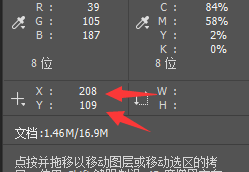 R : 39 C : 84%
G : 105 M : 58%
B : 187 Y : 2%
K : 0%
8 位 8 位
X : 208 W :
Y : 109 H :
文档:1.46M/16.9M
点按并拖移以移动图层或移动选区的拷